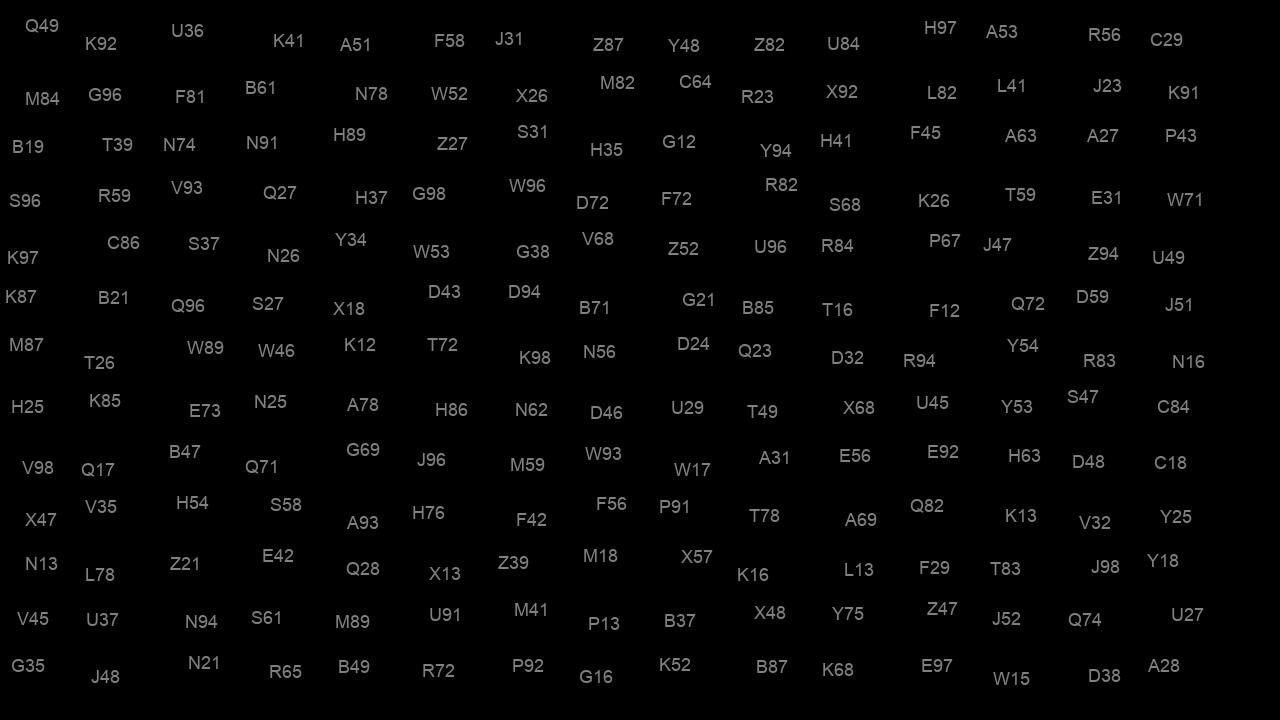 Q49 K92 U36 K41 A51 F58 J31 Z87 Y48 Z82 U84 H97 A53 R56 C29
M84 G96 F81 B61 N78 W52 X26 M82 C64 R23 X92 L82 L41 J23 K91
B19 T39 N74 N91 H89 Z27 S31 H35 G12 Y94 H41 F45 A63 A27 P43
S96 R59 V93 Q27 H37 G98 W96 D72 F72 R82 S68 K26 T59 E31 W71
K97 C86 S37 N26 Y34 W53 G38 V68 Z52 U96 R84 P67 J47 Z94 U49
K87 B21 Q96 S27 X18 D43 D94 B71 G21 B85 T16 F12 Q72 D59 J51
M87 T26 W89 W46 K12 T72 K98 N56 D24 Q23 D32 R94 Y54 R83 N16
H25 K85 E73 N25 A78 H86 N62 D46 U29 T49 X68 U45 Y53 S47 C84
V98 Q17 B47 Q71 G69 J96 M59 W93 W17 A31 E56 E92 H63 D48 C18
X47 V35 H54 S58 A93 H76 F42 F56 P91 T78 A69 Q82 K13 V32 Y25
N13 L78 Z21 E42 Q28 X13 Z39 M18 X57 K16 L13 F29 T83 J98 Y18
V45 U37 N94 S61 M89 U91 M41 P13 B37 X48 Y75 Z47 J52 Q74 U27
G35 J48 N21 R65 B49 R72 P92 G16 K52 B87 K68 E97 W15 D38 A28